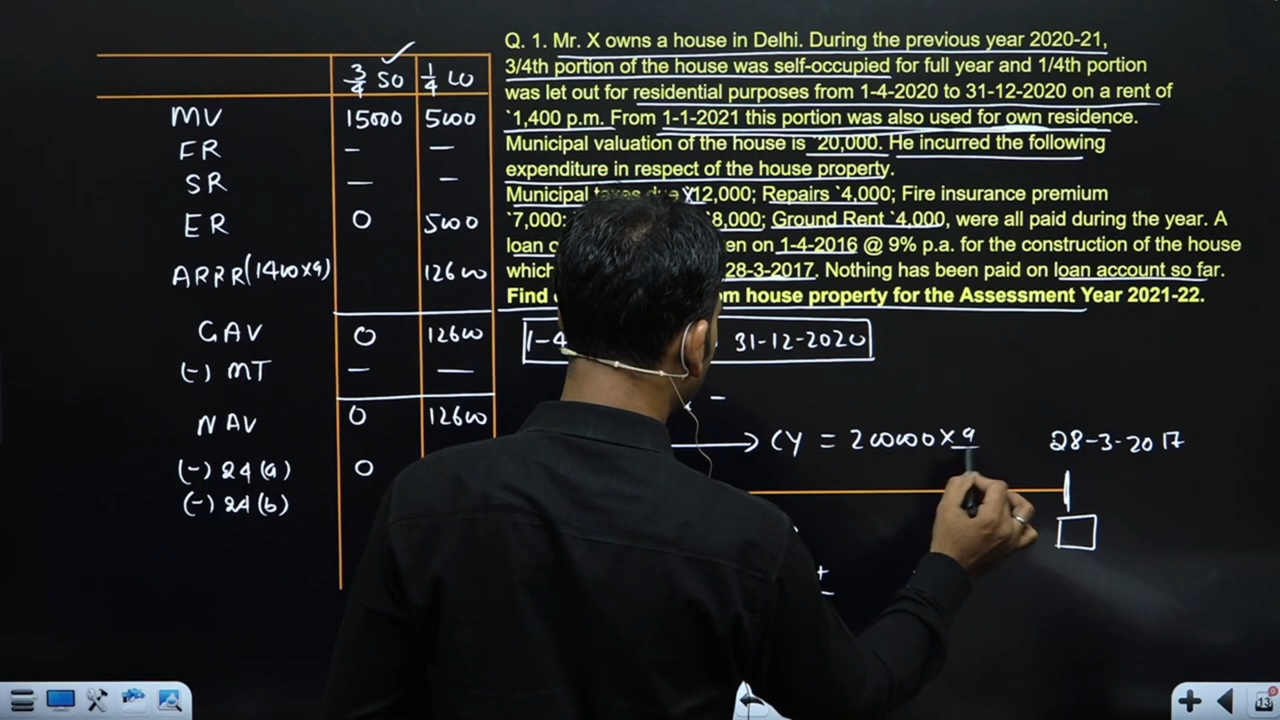 Q. 1. Mr. X owns a house in Delhi. During the previous year 2020-21,
3/4th portion of the house was self-occupied for full year and 1/4th portion
was let out for residential purposes from 1-4-2020 to 31-12-2020 on a rent of
`1,400 p.m. From 1-1-2021 this portion was also used for own residence.
Municipal valuation of the house is `20,000. He incurred the following
expenditure in respect of the house property.
Municipal taxes due 12,000; Repairs `4,000; Fire insurance premium
`7,000; `8,000; Ground Rent `4,000, were all paid during the year. A
loan on 1-4-2016 @ 9% p.a. for the construction of the house
which 28-3-2017. Nothing has been paid on loan account so far.
Find house property for the Assessment Year 2021-22.
3/4 SO 1/4 LO
MV 15000 5000
FR – –
SR – –
ER 0 5000
ARRR(1400×9) 12600
GAV 0 12600
(-) MT – –
NAV 0 12600
(-) 24(a) 0
(-) 24(b)
31-12-2020
CY = 200000 × 9
28-3-2017
13